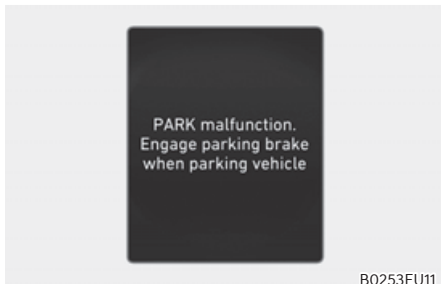 PARK malfunction.
Engage parking brake
when parking vehicle
B0253EU11